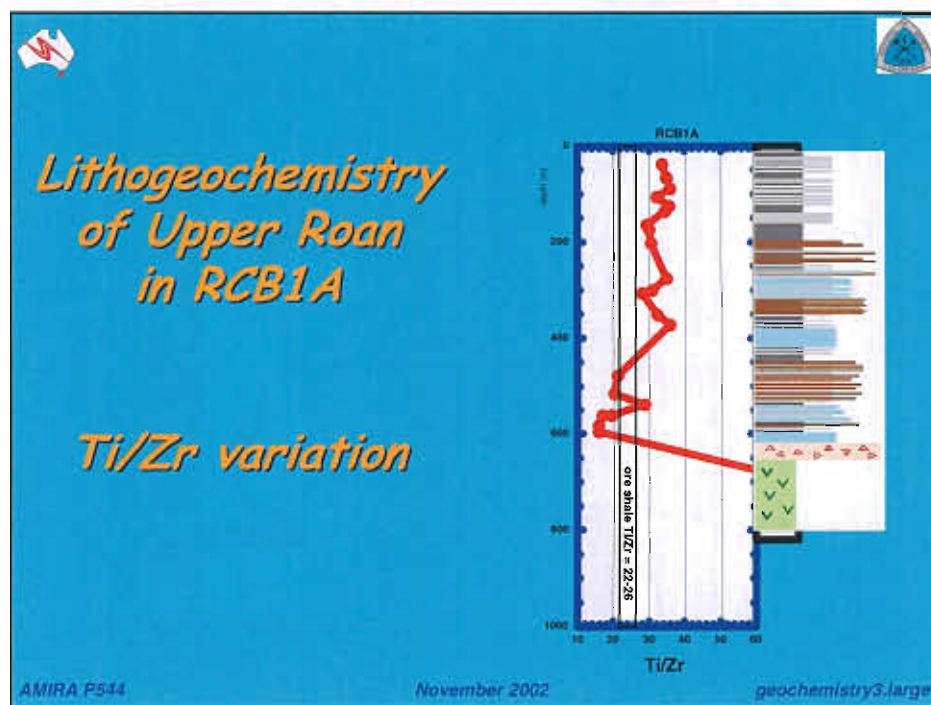 Lithogeochemistry
of Upper Roan
in RCB1A
Ti/Zr variation
RCB1A
0
200
400
600
800
1000
ore shale Ti/Zr = 22-26
10 20 30 40 50 60
Ti/Zr
AMIRA P544
November 2002
geochemistry3.large